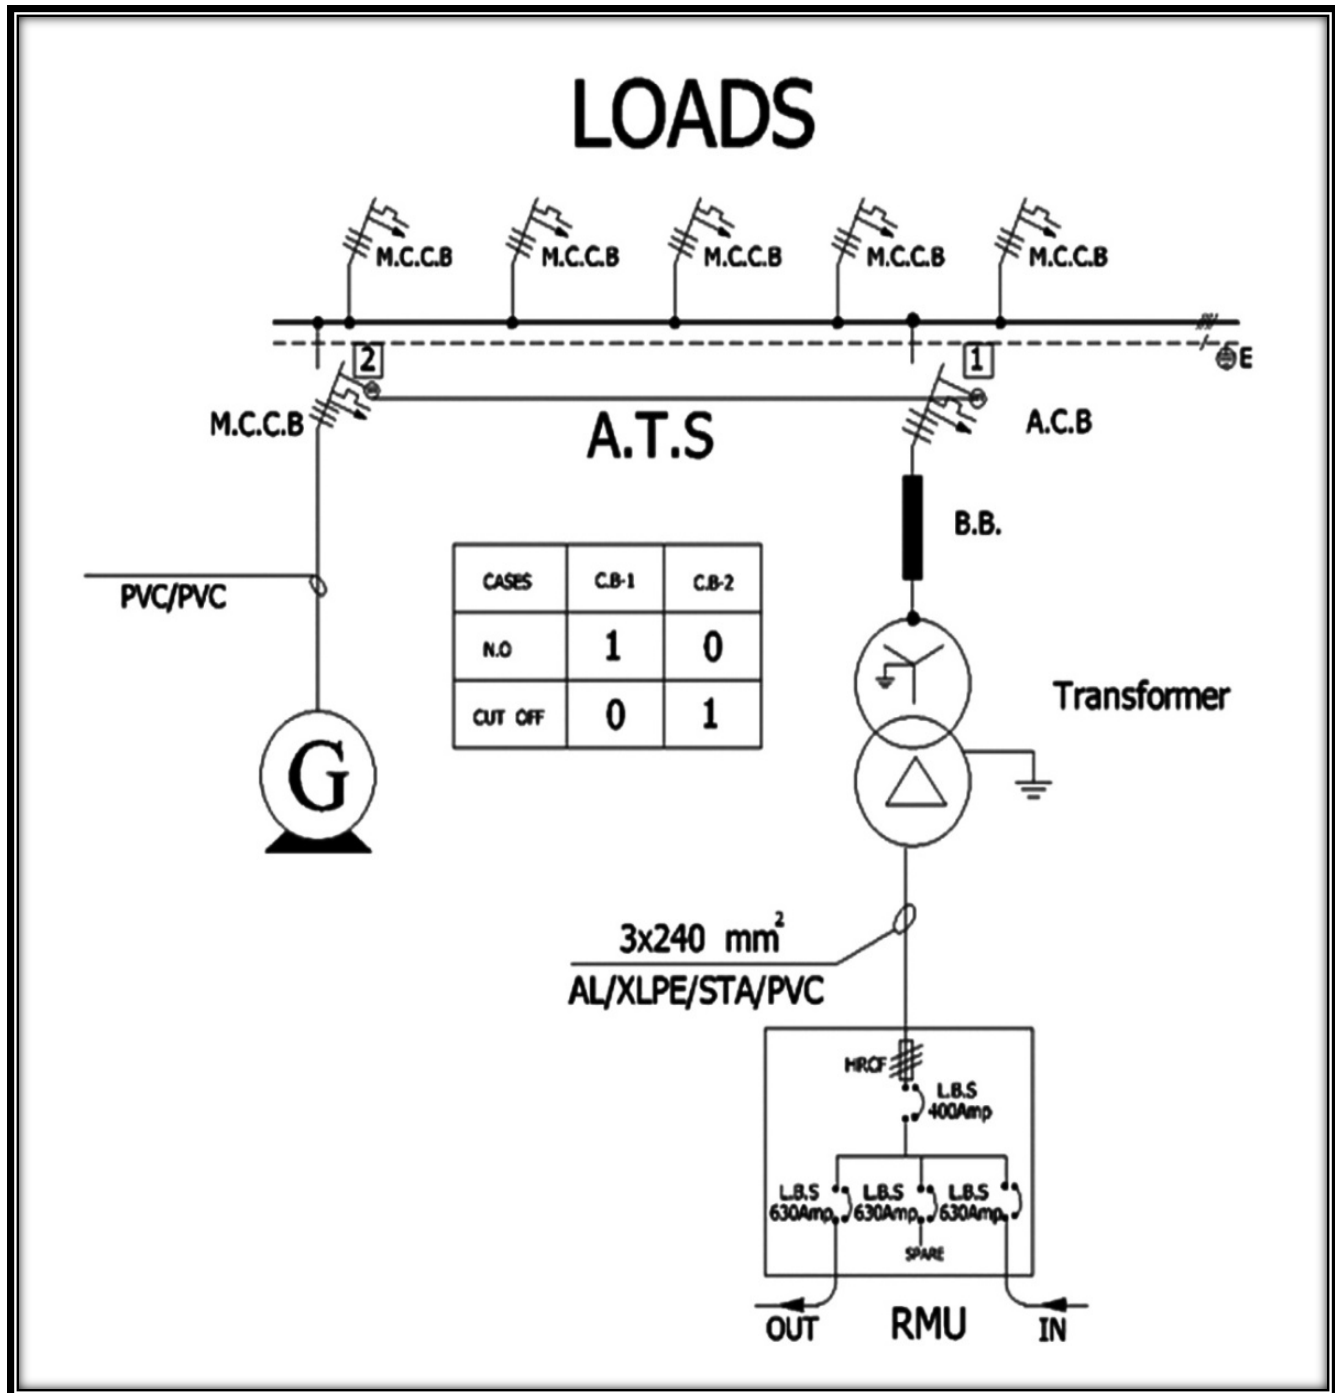 LOADS
M.C.C.B
M.C.C.B
M.C.C.B
M.C.C.B
M.C.C.B
2
1
E
M.C.C.B
A.T.S
A.C.B
B.B.
PVC/PVC
CASES C.B-1 C.B-2
N.O 1 0
CUT OFF 0 1
G
Transformer
3x240 mm²
AL/XLPE/STA/PVC
HRCF
L.B.S
400Amp
L.B.S L.B.S L.B.S
630Amp 630Amp 630Amp
SPARE
OUT RMU IN